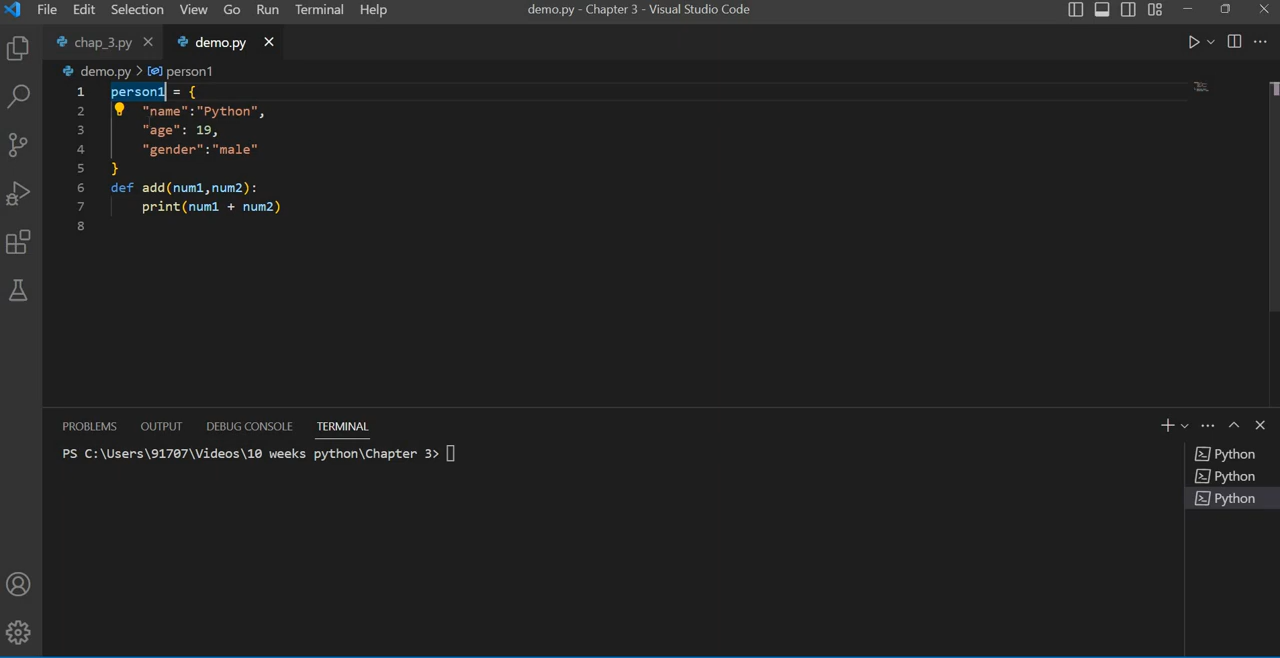 File Edit Selection View Go Run Terminal Help demo.py - Chapter 3 - Visual Studio Code
chap_3.py demo.py
demo.py > person1
1 person1 = {
2 "name":"Python",
3 "age": 19,
4 "gender":"male"
5 }
6 def add(num1,num2):
7 print(num1 + num2)
8
PROBLEMS OUTPUT DEBUG CONSOLE TERMINAL
PS C:\Users\91707\Videos\10 weeks python\Chapter 3>
Python
Python
Python